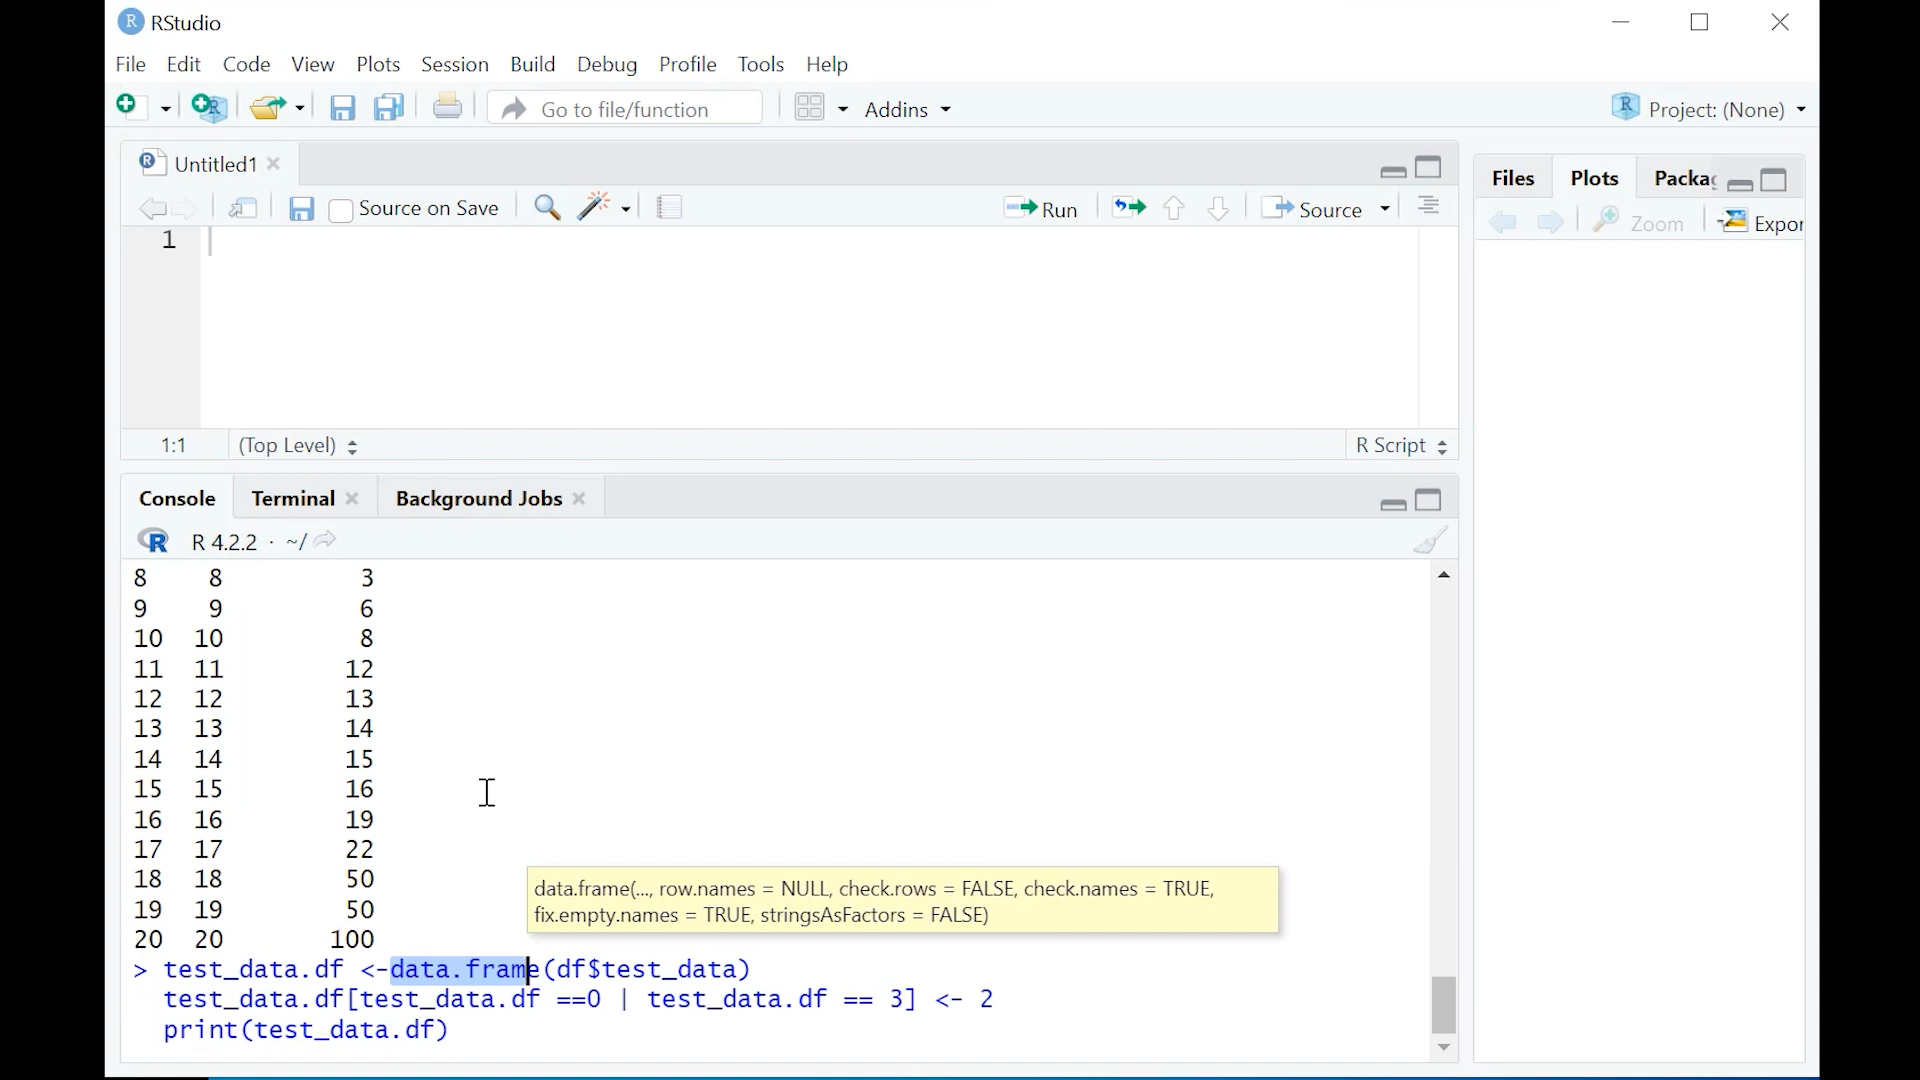 RStudio
File Edit Code View Plots Session Build Debug Profile Tools Help
Go to file/function Addins Project: (None)
Untitled1
Source on Save Run Source
1
1:1 (Top Level) R Script
Files Plots Packa
Zoom Expor
Console Terminal Background Jobs
R 4.2.2 · ~/
8 8 3
9 9 6
10 10 8
11 11 12
12 12 13
13 13 14
14 14 15
15 15 16
16 16 19
17 17 22
18 18 50
19 19 50
20 20 100
data.frame(..., row.names = NULL, check.rows = FALSE, check.names = TRUE,
fix.empty.names = TRUE, stringsAsFactors = FALSE)
> test_data.df <-data.frame(df$test_data)
test_data.df[test_data.df ==0 | test_data.df == 3] <- 2
print(test_data.df)